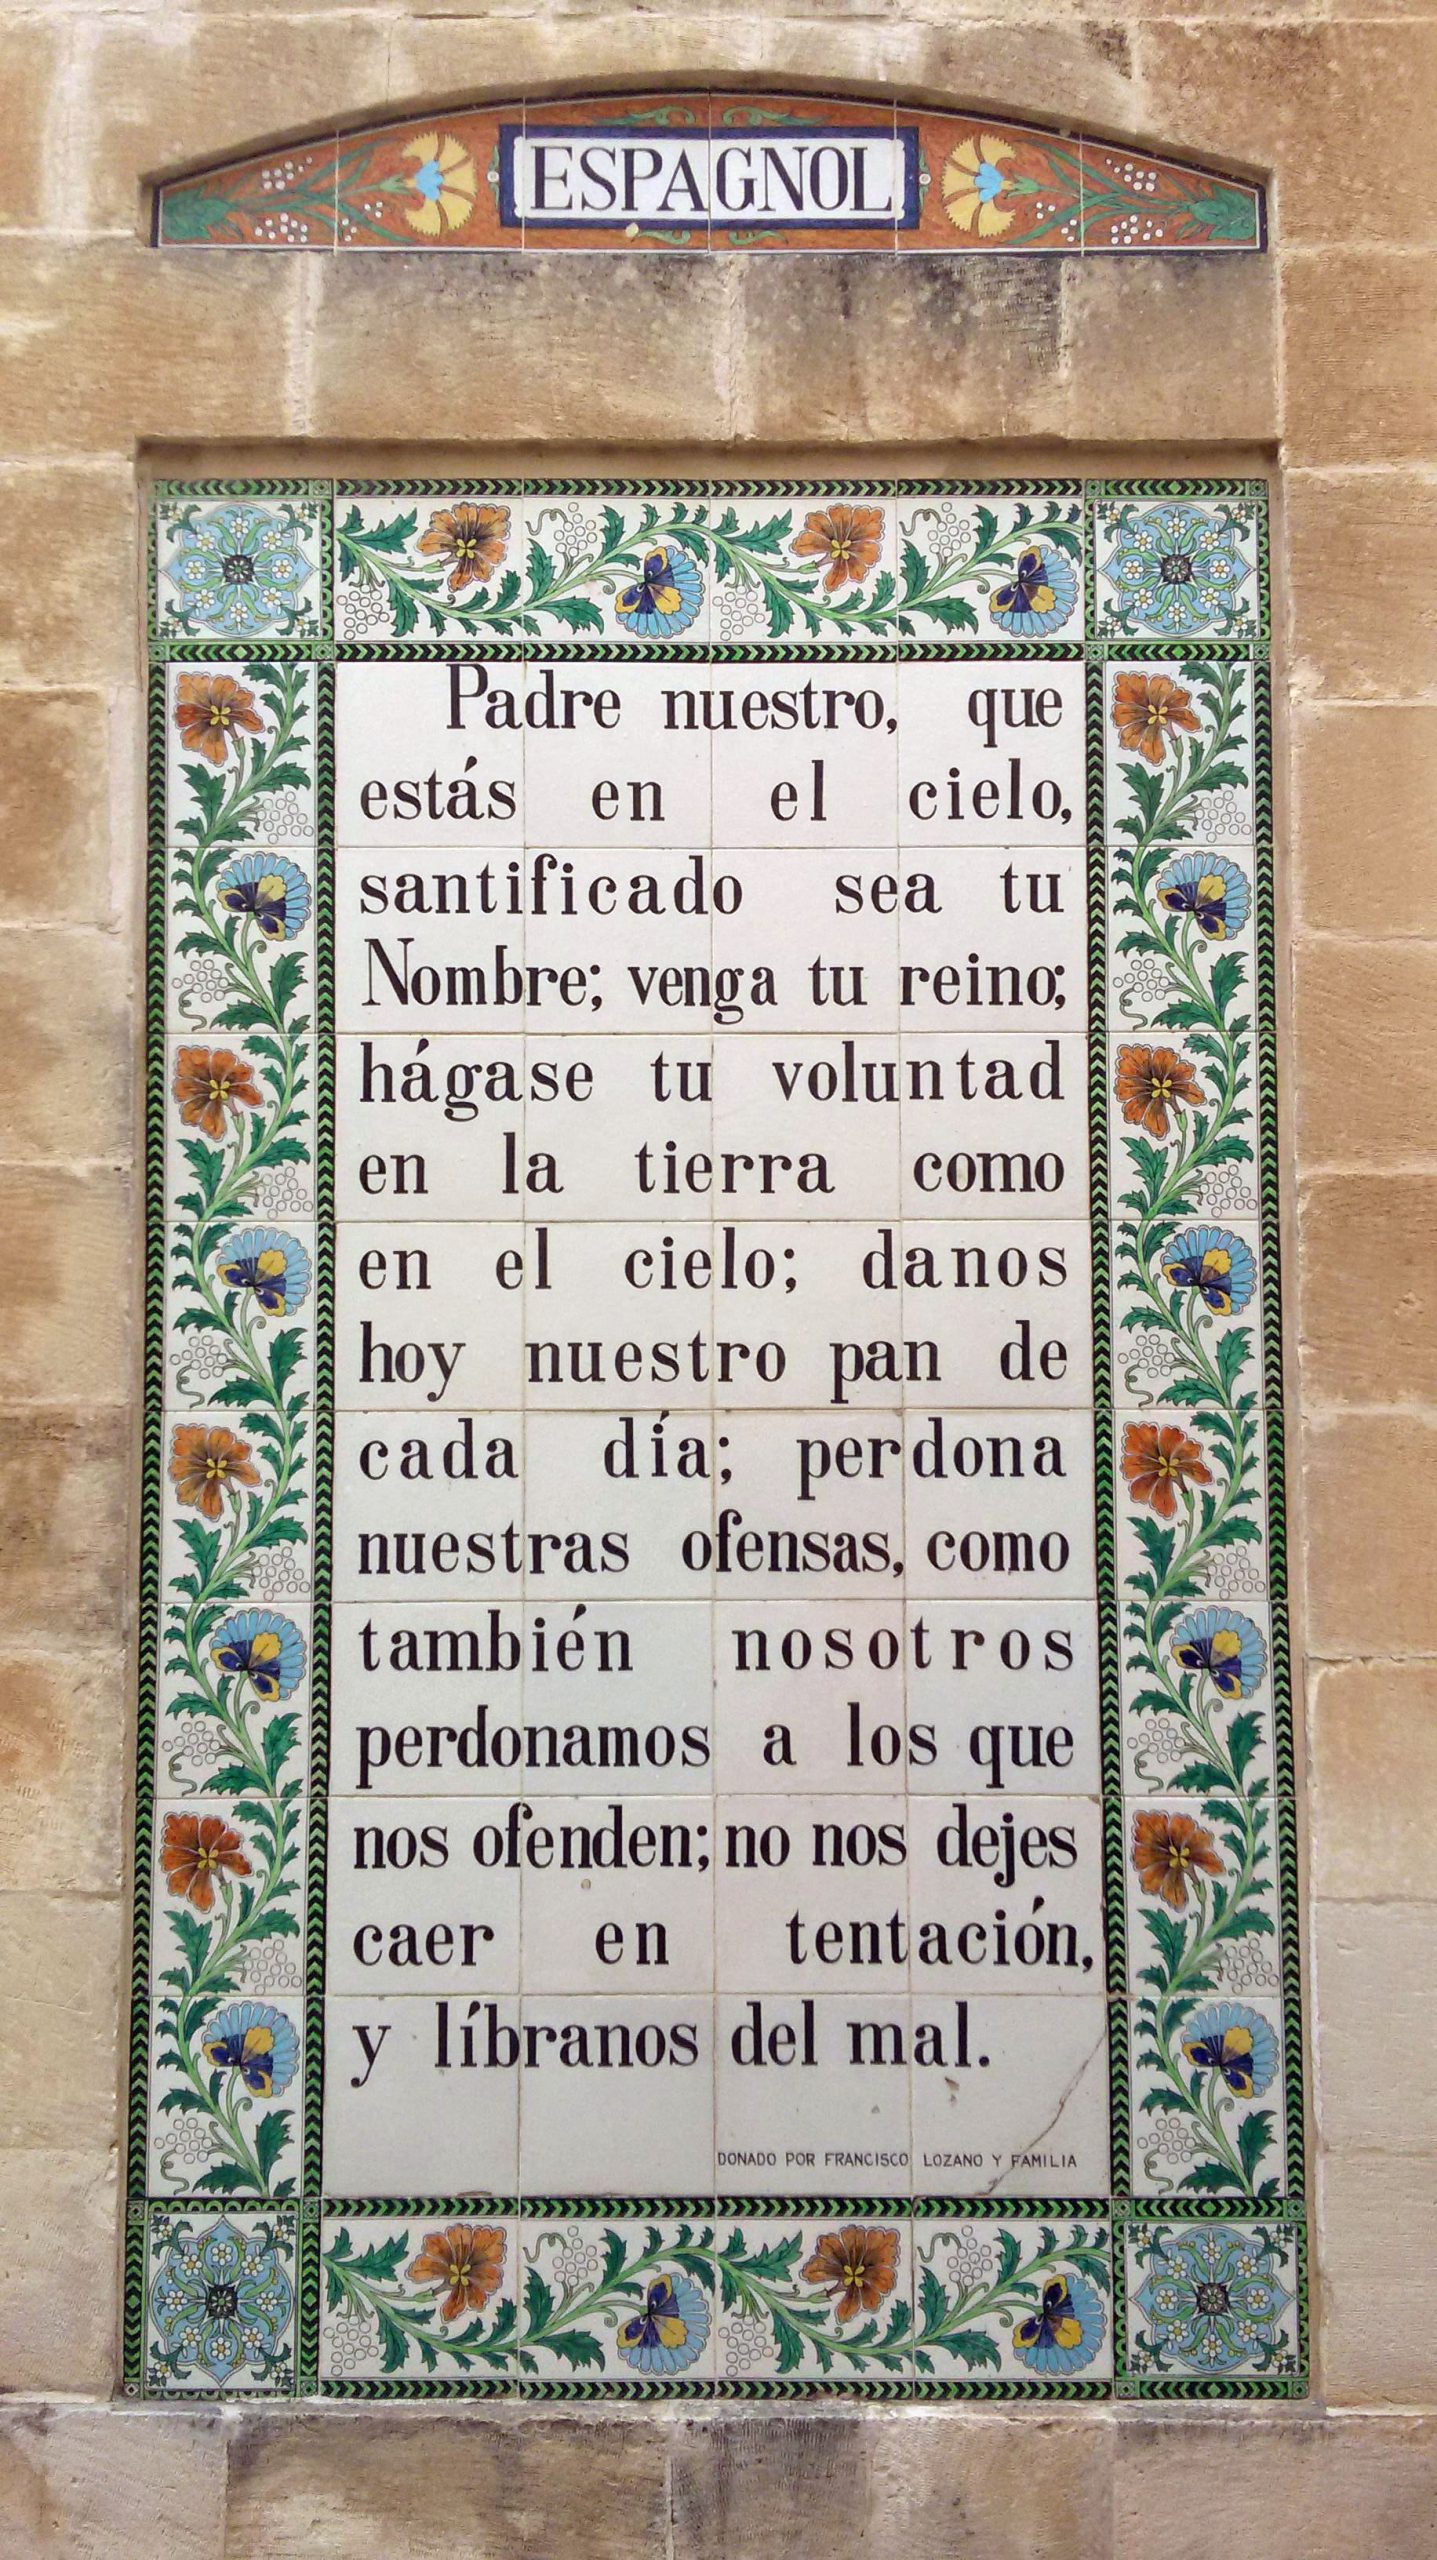 ESPAGNOL
Padre nuestro, que
estás en el cielo,
santificado sea tu
Nombre; venga tu reino;
hágase tu voluntad
en la tierra como
en el cielo; danos
hoy nuestro pan de
cada día; perdona
nuestras ofensas, como
también nosotros
perdonamos a los que
nos ofenden; no nos dejes
caer en tentación,
y líbranos del mal.
DONADO POR FRANCISCO LOZANO Y FAMILIA